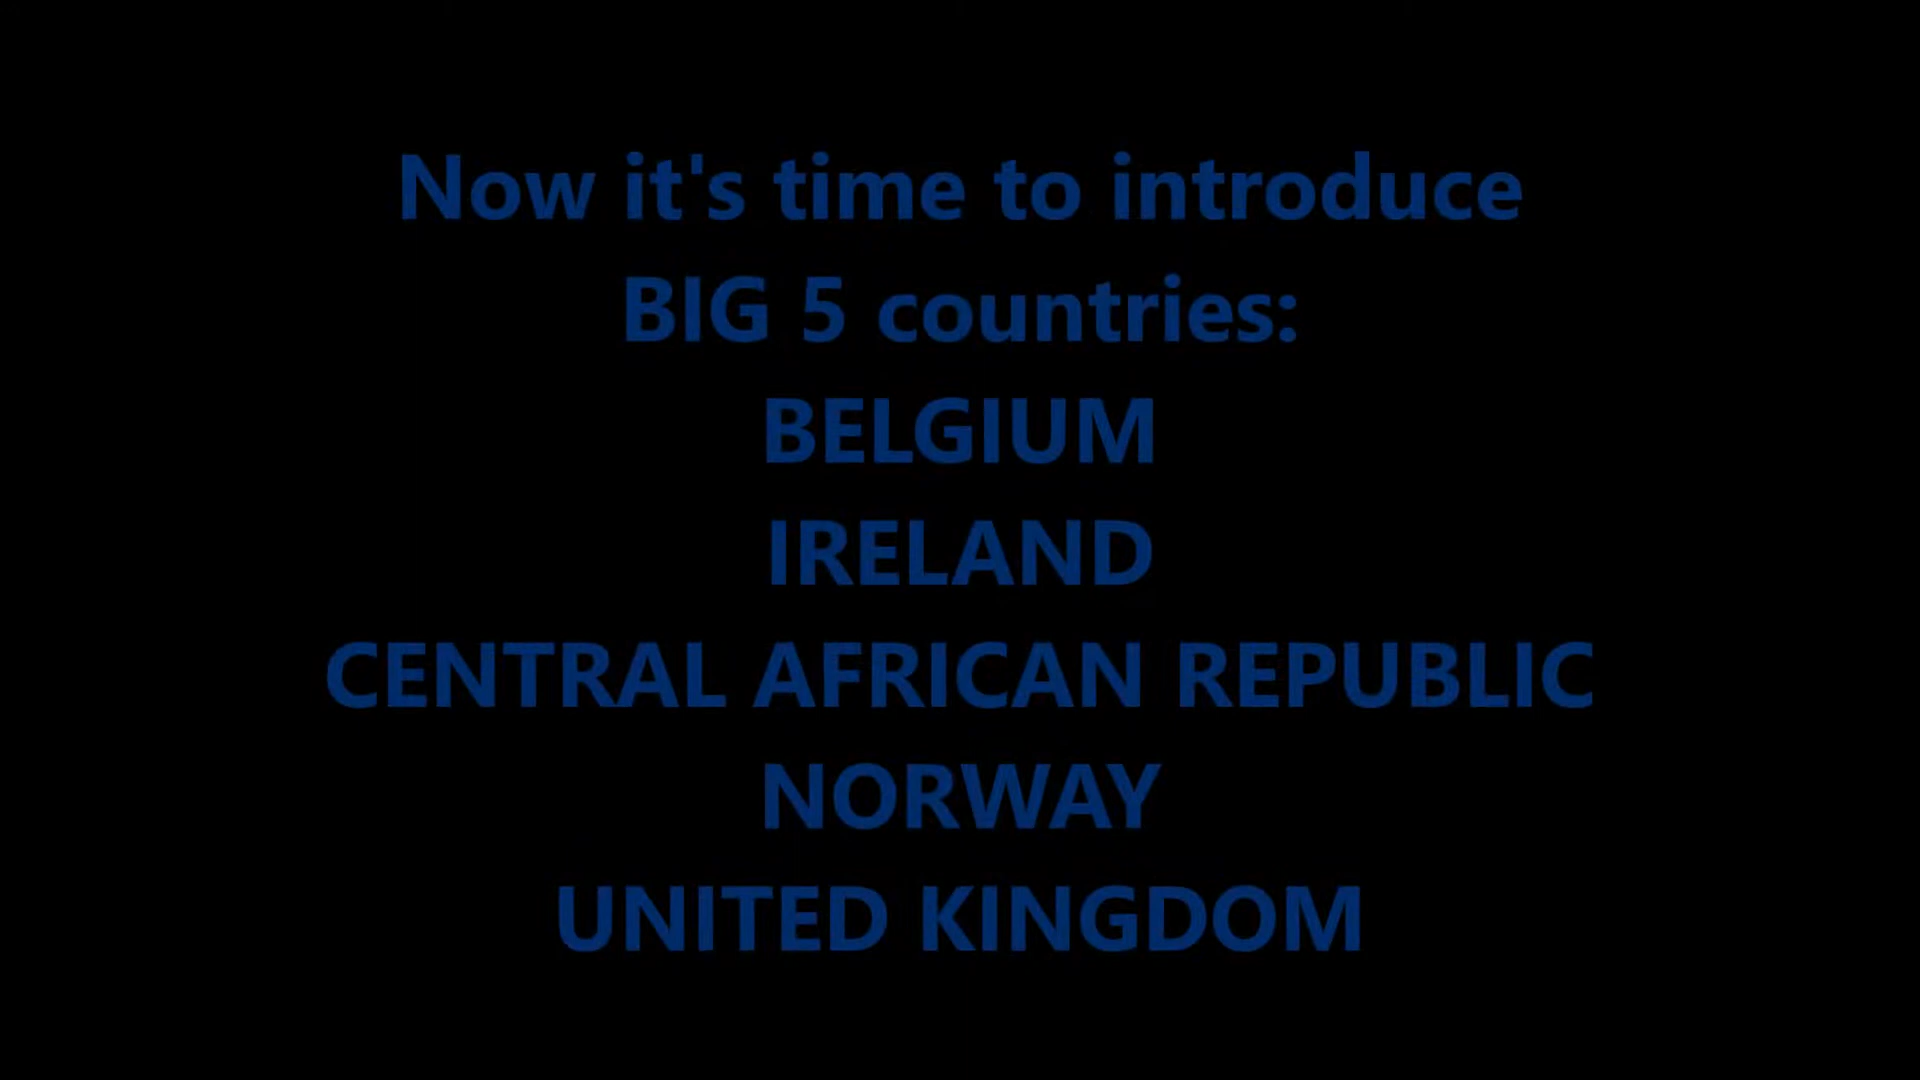 Now it's time to introduce
BIG 5 countries:
BELGIUM
IRELAND
CENTRAL AFRICAN REPUBLIC
NORWAY
UNITED KINGDOM